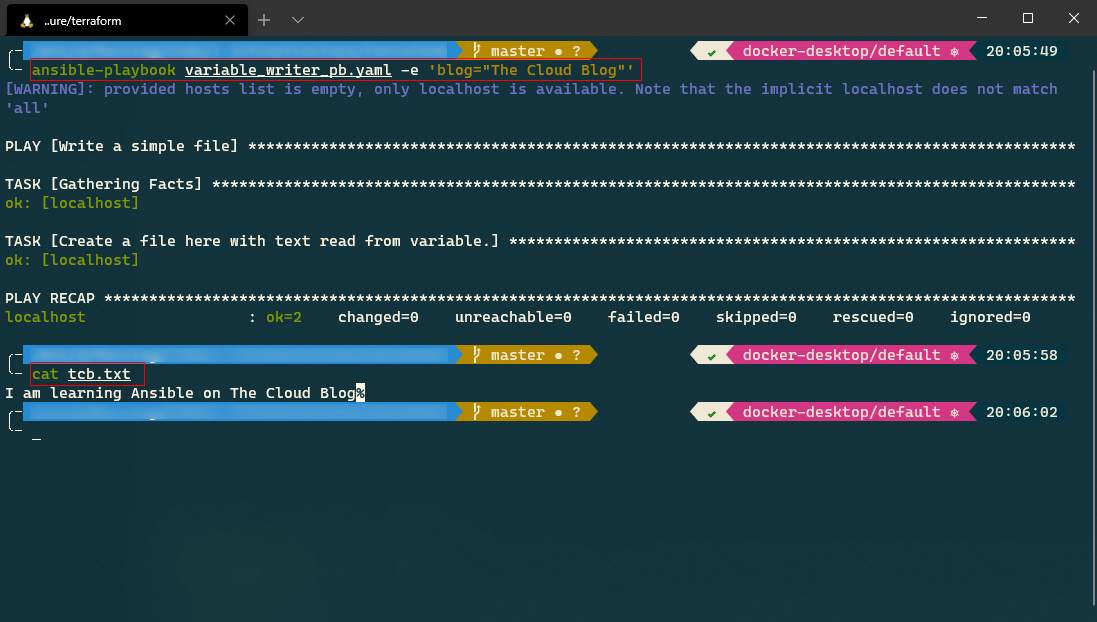 ..ure/terraform
master ● ? ✔ docker-desktop/default ⎈ 20:05:49
ansible-playbook variable_writer_pb.yaml -e 'blog="The Cloud Blog"'
[WARNING]: provided hosts list is empty, only localhost is available. Note that the implicit localhost does not match
'all'
PLAY [Write a simple file] ********************************************************************************************
TASK [Gathering Facts] ************************************************************************************************
ok: [localhost]
TASK [Create a file here with text read from variable.] ***************************************************************
ok: [localhost]
PLAY RECAP ************************************************************************************************************
localhost : ok=2 changed=0 unreachable=0 failed=0 skipped=0 rescued=0 ignored=0
master ● ? ✔ docker-desktop/default ⎈ 20:05:58
cat tcb.txt
I am learning Ansible on The Cloud Blog%
master ● ? ✔ docker-desktop/default ⎈ 20:06:02